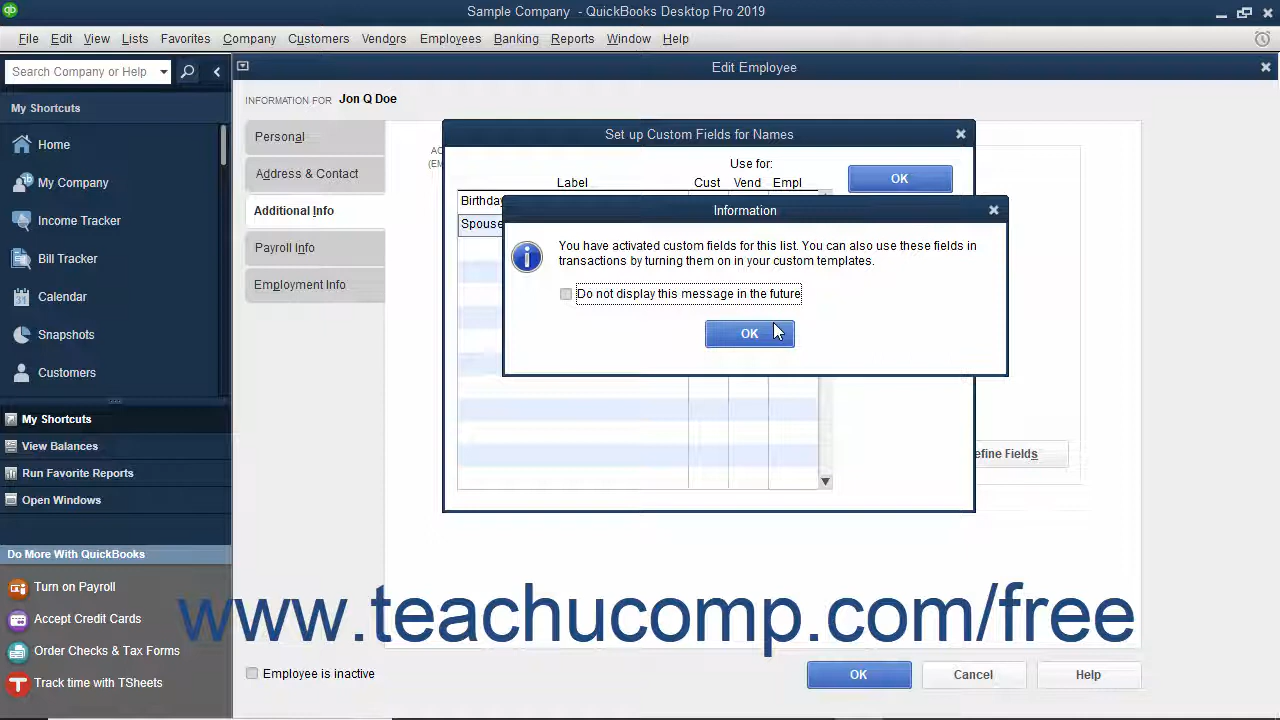 Sample Company - QuickBooks Desktop Pro 2019
File Edit View Lists Favorites Company Customers Vendors Employees Banking Reports Window Help
Search Company or Help
Edit Employee
My Shortcuts
INFORMATION FOR Jon Q Doe
Home
My Company
Income Tracker
Bill Tracker
Calendar
Snapshots
Customers
My Shortcuts
View Balances
Run Favorite Reports
Open Windows
Do More With QuickBooks
Turn on Payroll
Accept Credit Cards
Order Checks & Tax Forms
Track time with TSheets
Personal
Address & Contact
Additional Info
Payroll Info
Employment Info
Set up Custom Fields for Names
Use for:
Label Cust Vend Empl
OK
Birthday
Spouse
Information
You have activated custom fields for this list. You can also use these fields in
transactions by turning them on in your custom templates.
Do not display this message in the future
OK
efine Fields
www.teachucomp.com/free
Employee is inactive
OK Cancel Help